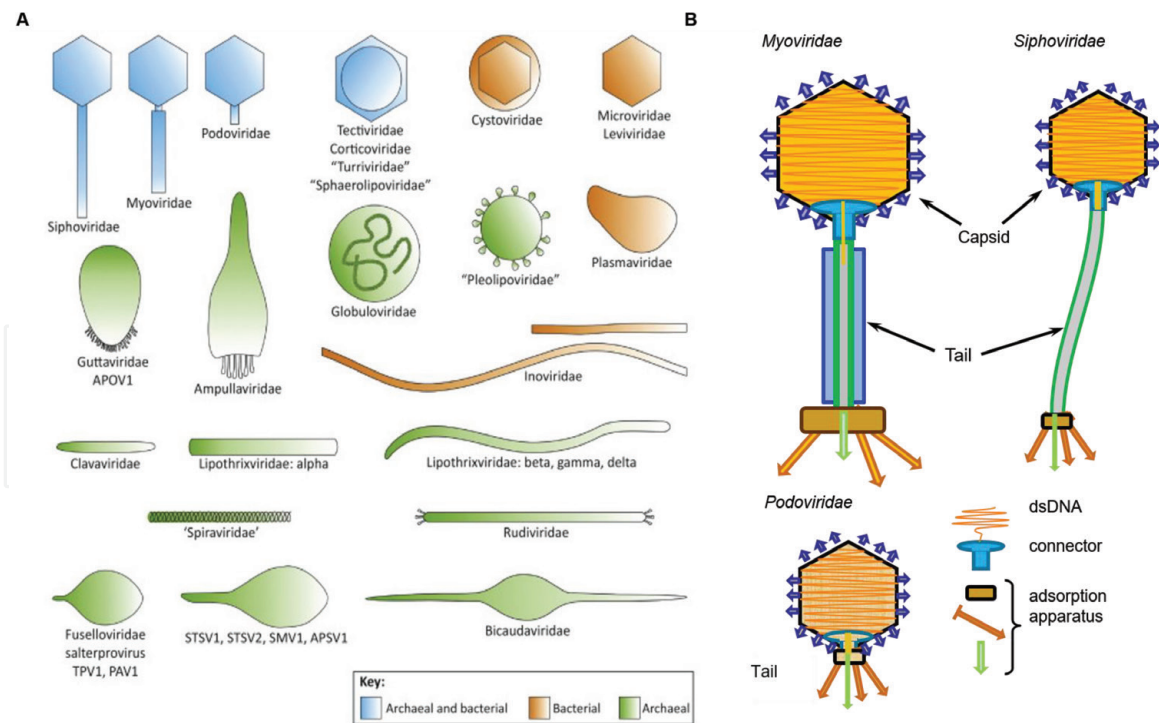 A
Siphoviridae
Myoviridae
Podoviridae
Tectiviridae
Corticoviridae
“Turriviridae”
“Sphaerolipoviridae”
Cystoviridae
Microviridae
Leviviridae
Guttaviridae
APOV1
Ampullaviridae
Globuloviridae
“Pleolipoviridae”
Plasmaviridae
Inoviridae
Clavaviridae
Lipothrixviridae: alpha
Lipothrixviridae: beta, gamma, delta
‘Spiraviridae’
Rudiviridae
Fuselloviridae
salterprovirus
TPV1, PAV1
STSV1, STSV2, SMV1, APSV1
Bicaudaviridae
Key:
Archaeal and bacterial
Bacterial
Archaeal
B
Myoviridae
Siphoviridae
Capsid
Tail
Podoviridae
Tail
dsDNA
connector
adsorption
apparatus